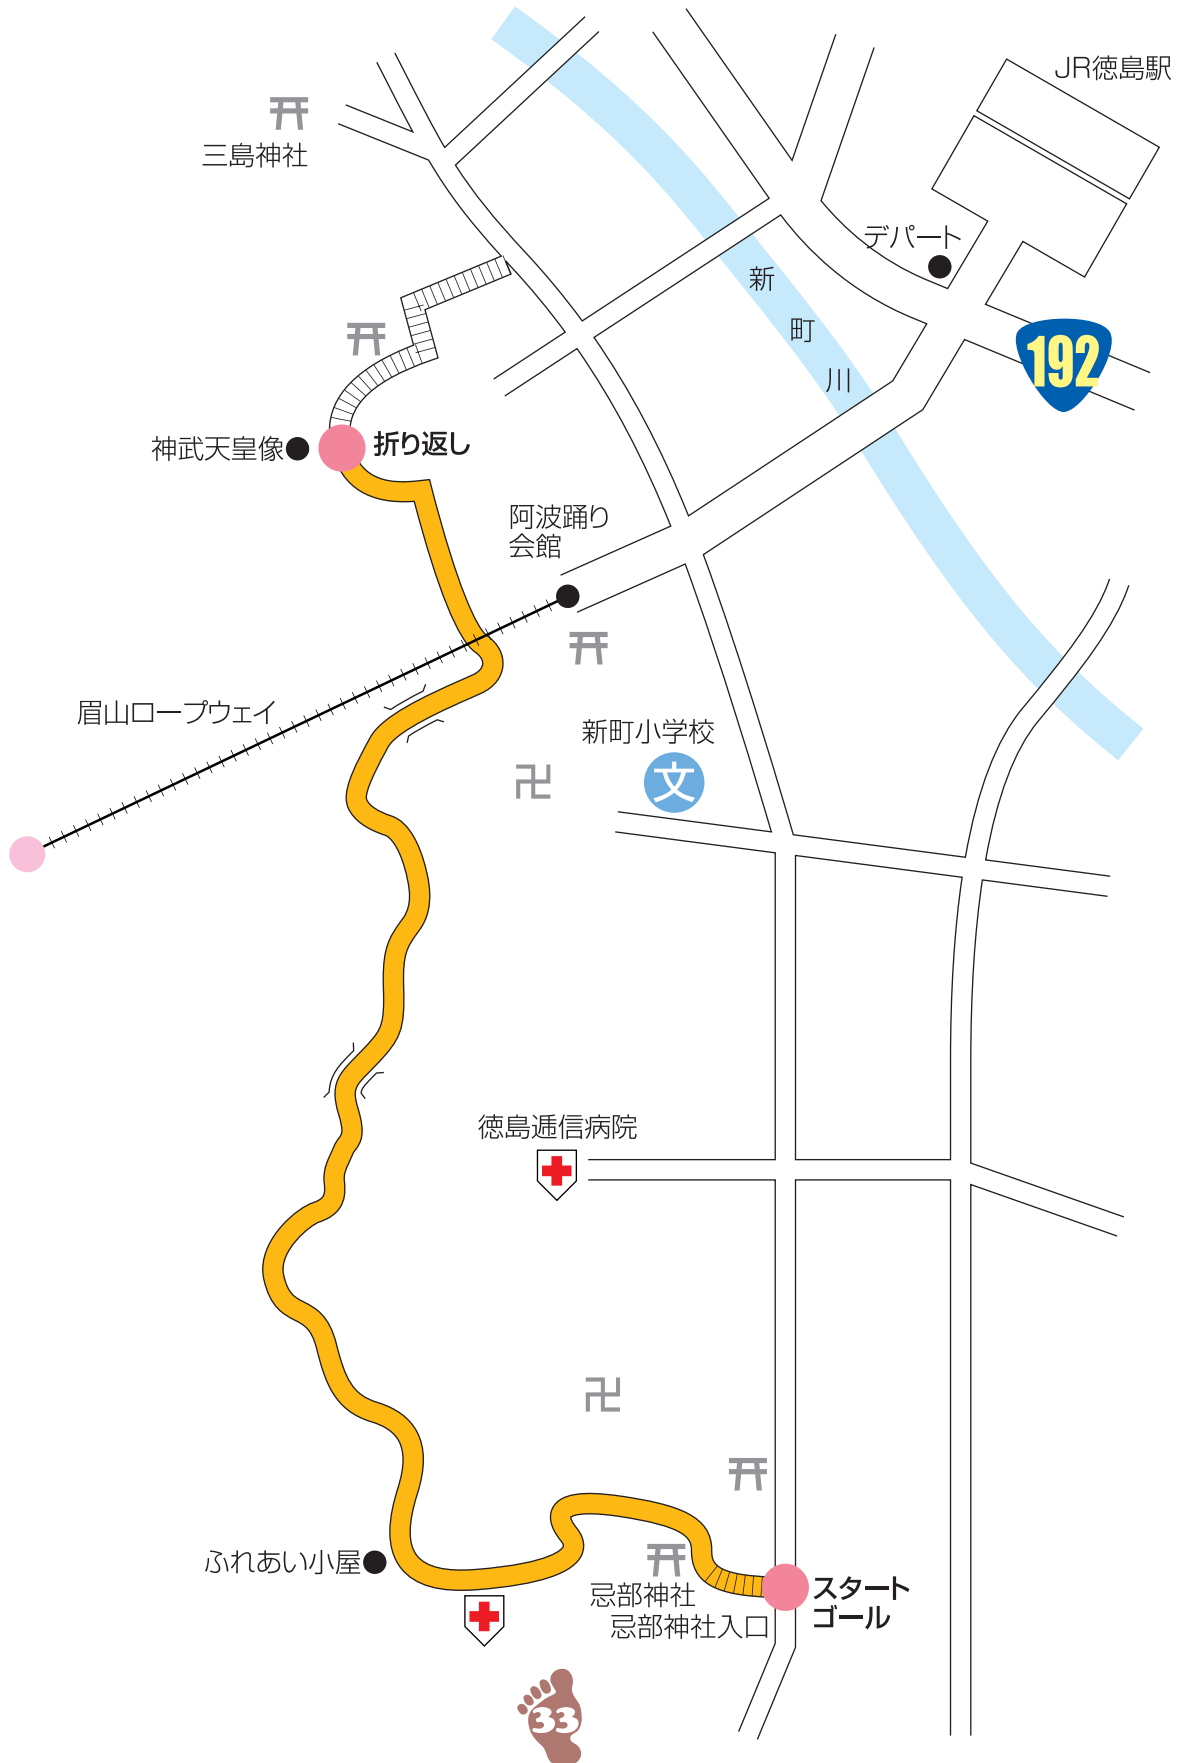 JR徳島駅
三島神社
デパート
新
町
川
192
神武天皇像
折り返し
阿波踊り
会館
眉山ロープウェイ
新町小学校
文
徳島逓信病院
ふれあい小屋
忌部神社
忌部神社入口
スタート
ゴール
33